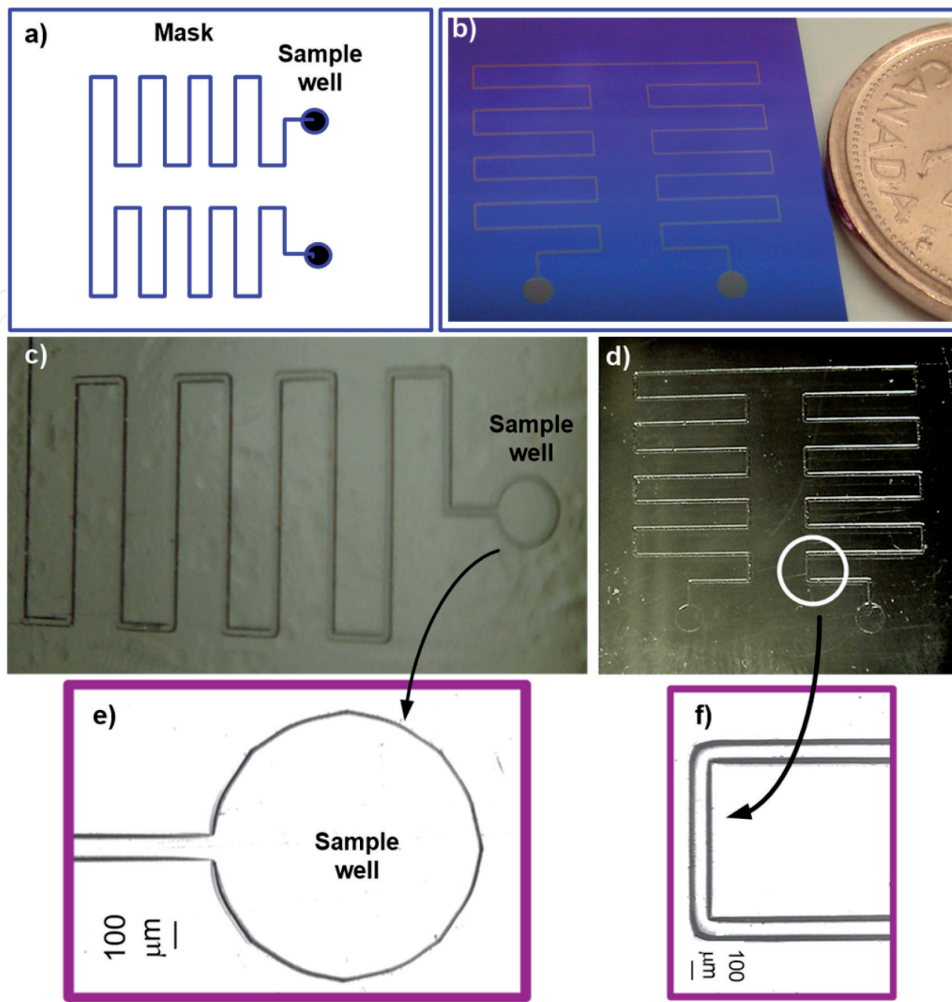 a)
Mask
Sample
well
b)
CANADA
c)
Sample
well
d)
e)
Sample
well
100
μm
f)
100
μm